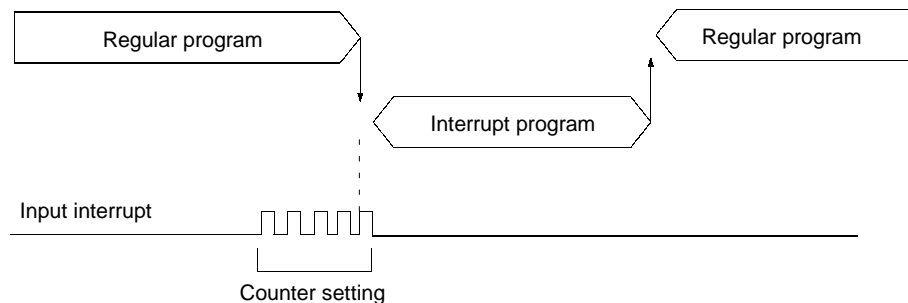 Regular program
Regular program
Interrupt program
Input interrupt
Counter setting